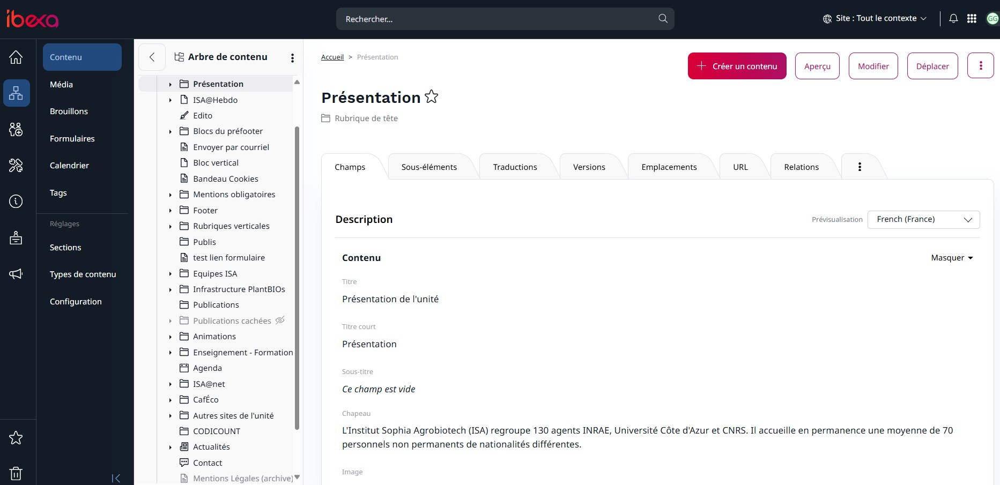 ibexa
Rechercher...
Site : Tout le contexte
GG
Contenu
Média
Brouillons
Formulaires
Calendrier
Tags
Réglages
Sections
Types de contenu
Configuration
Arbre de contenu
Présentation
ISA@Hebdo
Edito
Blocs du préfooter
Envoyer par courriel
Bloc vertical
Bandeau Cookies
Mentions obligatoires
Footer
Rubriques verticales
Publis
test lien formulaire
Equipes ISA
Infrastructure PlantBIOs
Publications
Publications cachées
Animations
Enseignement - Formation
Agenda
ISA@net
CafÉco
Autres sites de l'unité
CODICOUNT
Actualités
Contact
Mentions Légales (archive)
Accueil > Présentation
Créer un contenu
Aperçu
Modifier
Déplacer
Présentation
Rubrique de tête
Champs
Sous-éléments
Traductions
Versions
Emplacements
URL
Relations
Description
Prévisualisation
French (France)
Contenu
Masquer
Titre
Présentation de l'unité
Titre court
Présentation
Sous-titre
Ce champ est vide
Chapeau
L'Institut Sophia Agrobiotech (ISA) regroupe 130 agents INRAE, Université Côte d'Azur et CNRS. Il accueille en permanence une moyenne de 70
personnels non permanents de nationalités différentes.
Image